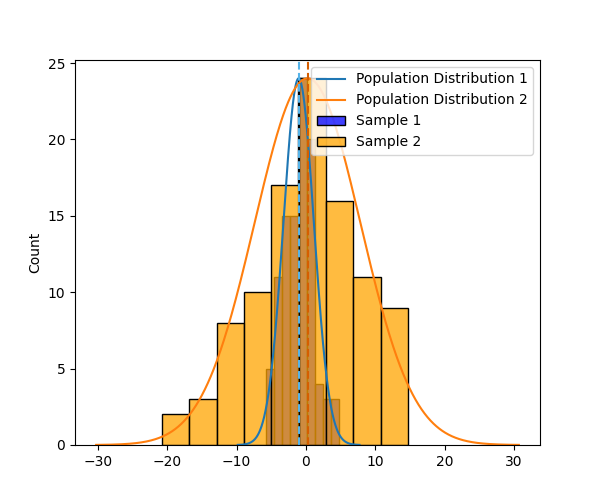 25
20
15
10
5
0
Count
Population Distribution 1
Population Distribution 2
Sample 1
Sample 2
−30
−20
−10
0
10
20
30